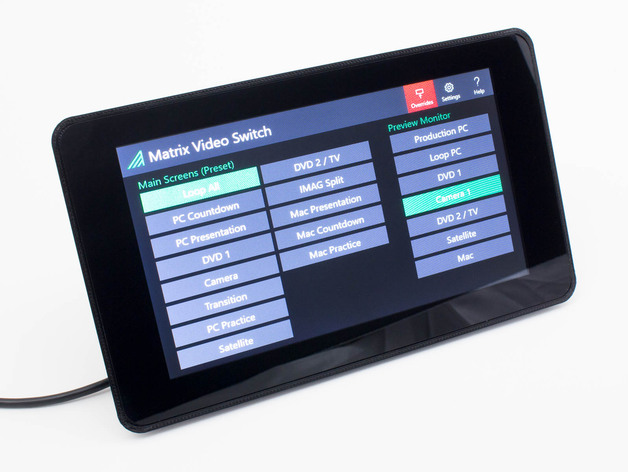 Matrix Video Switch
Overrides
Settings
Help
Main Screens (Preset)
Loop All
PC Countdown
PC Presentation
DVD 1
Camera
Transition
PC Practice
Satellite
DVD 2 / TV
IMAG Split
Mac Presentation
Mac Countdown
Mac Practice
Preview Monitor
Production PC
Loop PC
DVD 1
Camera 1
DVD 2 / TV
Satellite
Mac